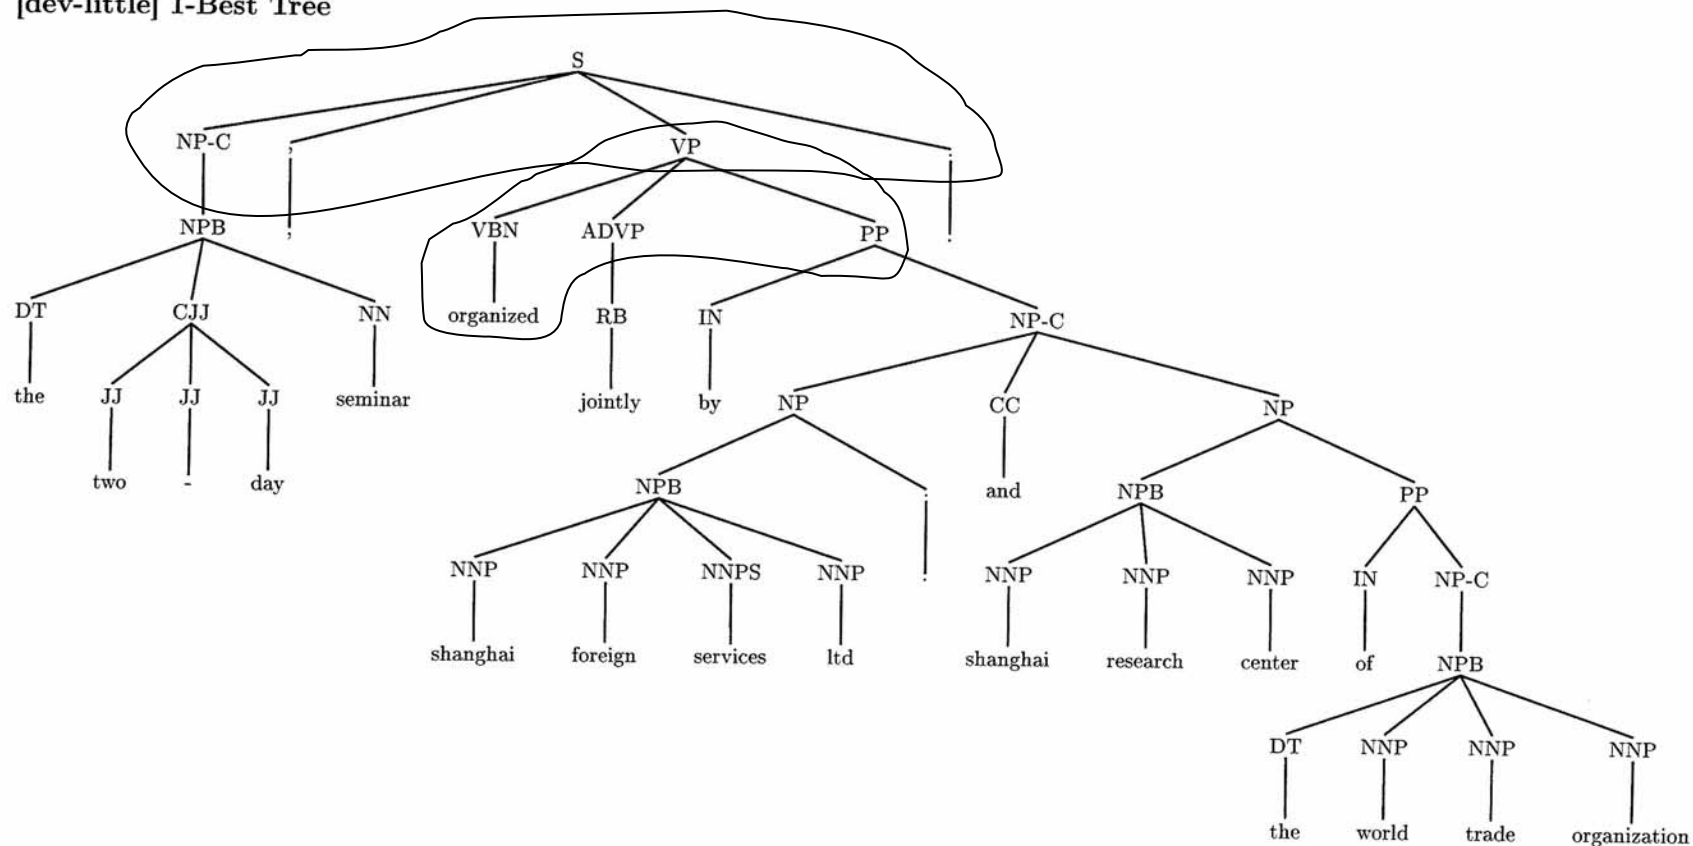 [dev-little] 1-Best Tree
S
NP-C , VP .
NPB , VBN ADVP PP .
DT CJJ NN organized RB IN NP-C
the JJ JJ JJ seminar jointly by NP CC NP
two - day NPB . and NPB PP
NNP NNP NNPS NNP . NNP NNP NNP IN NP-C
shanghai foreign services ltd shanghai research center of NPB
DT NNP NNP NNP
the world trade organization